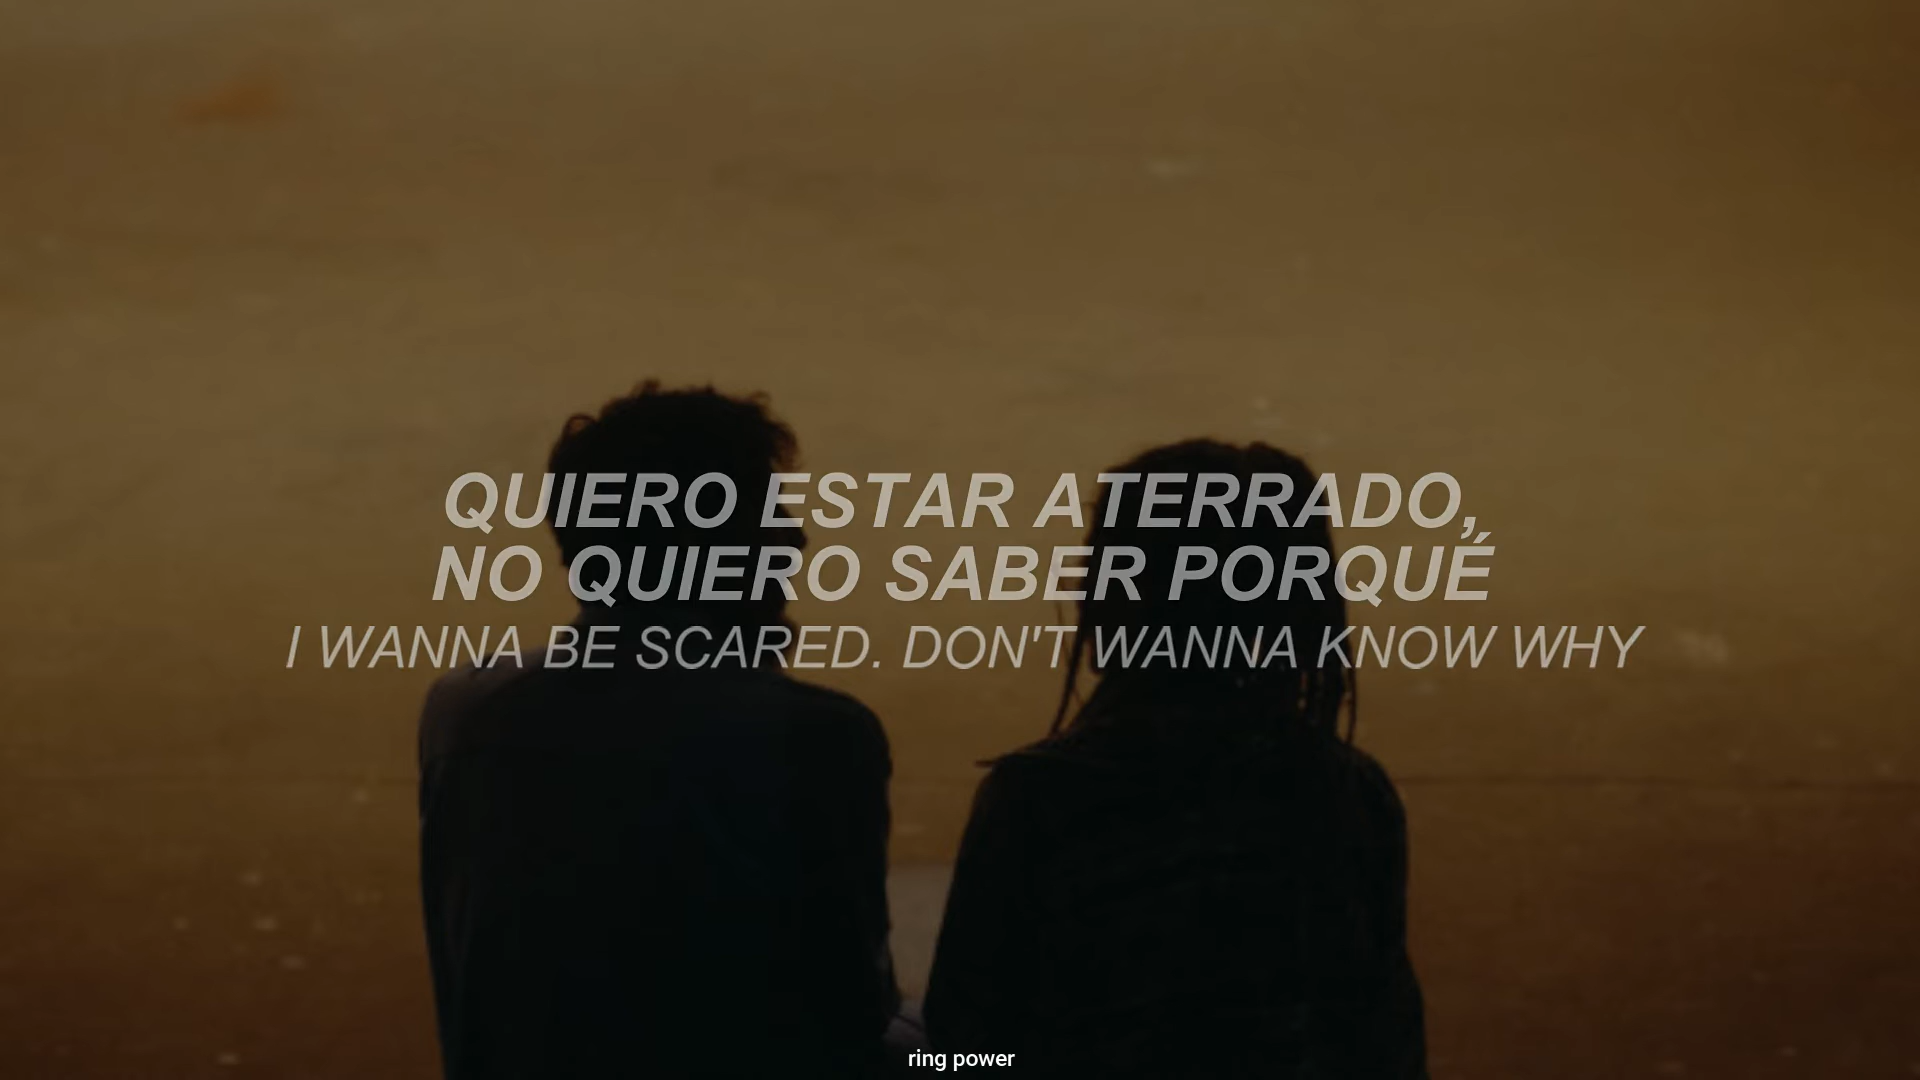 QUIERO ESTAR ATERRADO,
NO QUIERO SABER PORQUÉ
I WANNA BE SCARED. DON'T WANNA KNOW WHY
ring power